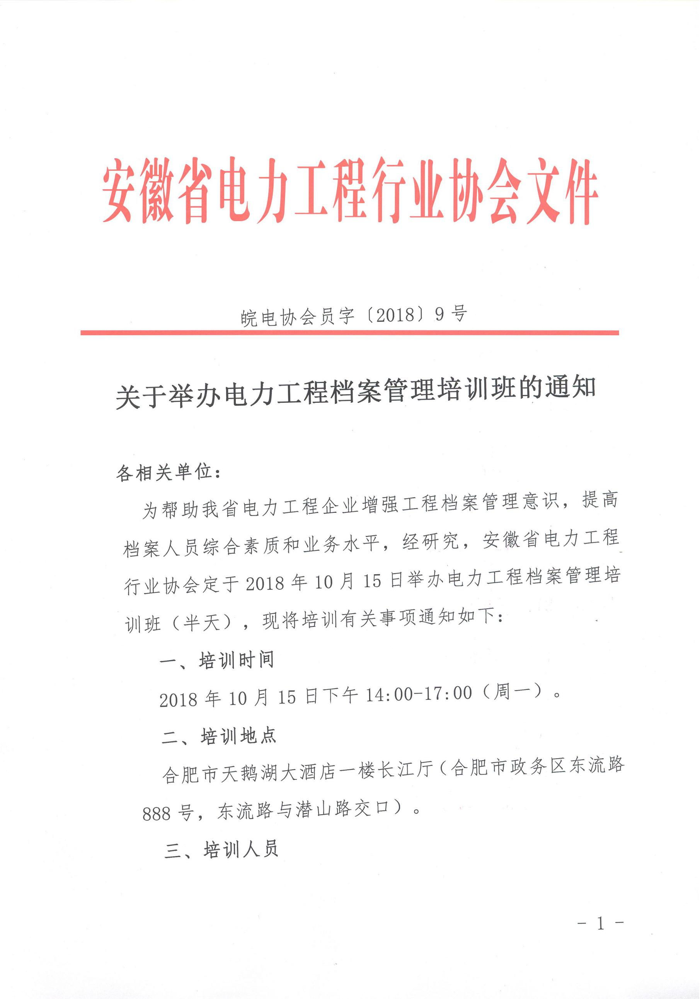 安徽省电力工程行业协会文件
皖电协会员字〔2018〕9号
关于举办电力工程档案管理培训班的通知
各相关单位：
为帮助我省电力工程企业增强工程档案管理意识，提高
档案人员综合素质和业务水平，经研究，安徽省电力工程
行业协会定于2018年10月15日举办电力工程档案管理培
训班（半天），现将培训有关事项通知如下：
一、培训时间
2018年10月15日下午14:00-17:00（周一）。
二、培训地点
合肥市天鹅湖大酒店一楼长江厅（合肥市政务区东流路
888号，东流路与潜山路交口）。
三、培训人员
- 1 -